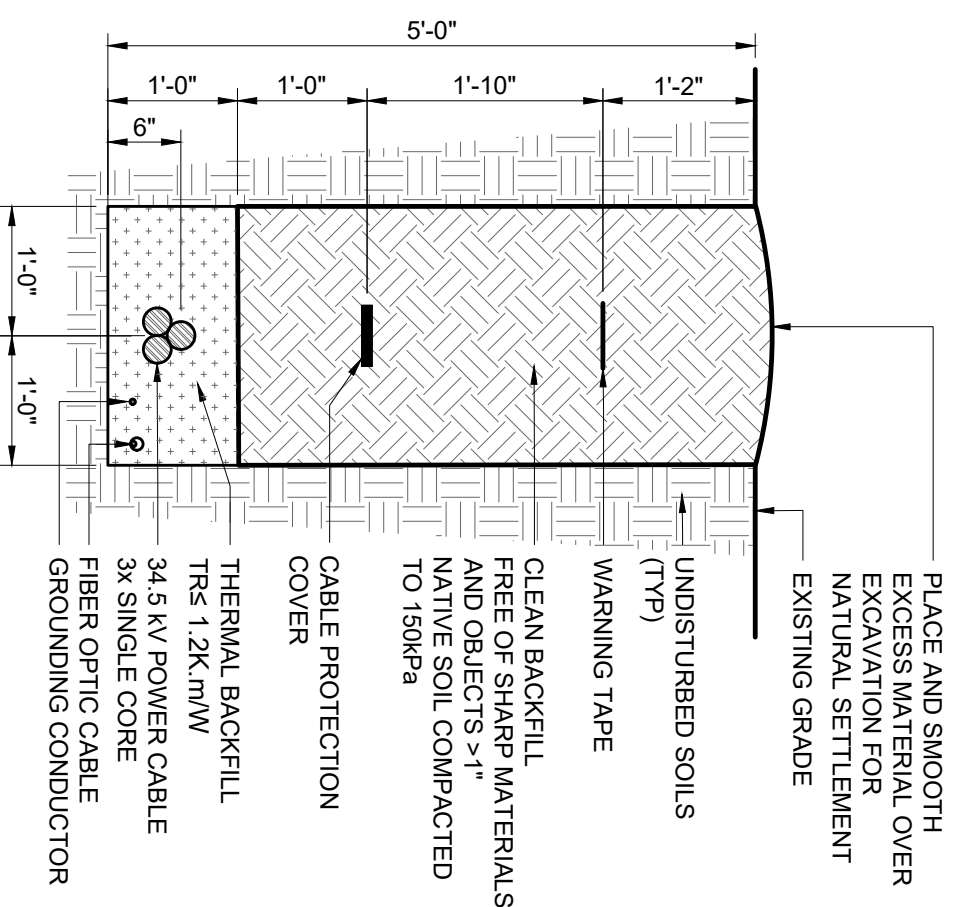 5'-0"
1'-0"
1'-0"
1'-10"
1'-2"
6"
1'-0"
1'-0"
PLACE AND SMOOTH
EXCESS MATERIAL OVER
EXCAVATION FOR
NATURAL SETTLEMENT
EXISTING GRADE
UNDISTURBED SOILS
(TYP)
WARNING TAPE
CLEAN BACKFILL
FREE OF SHARP MATERIALS
AND OBJECTS >1"
NATIVE SOIL COMPACTED
TO 150kPa
CABLE PROTECTION
COVER
THERMAL BACKFILL
TR≤ 1.2K.m/W
34.5 kV POWER CABLE
3x SINGLE CORE
FIBER OPTIC CABLE
GROUNDING CONDUCTOR